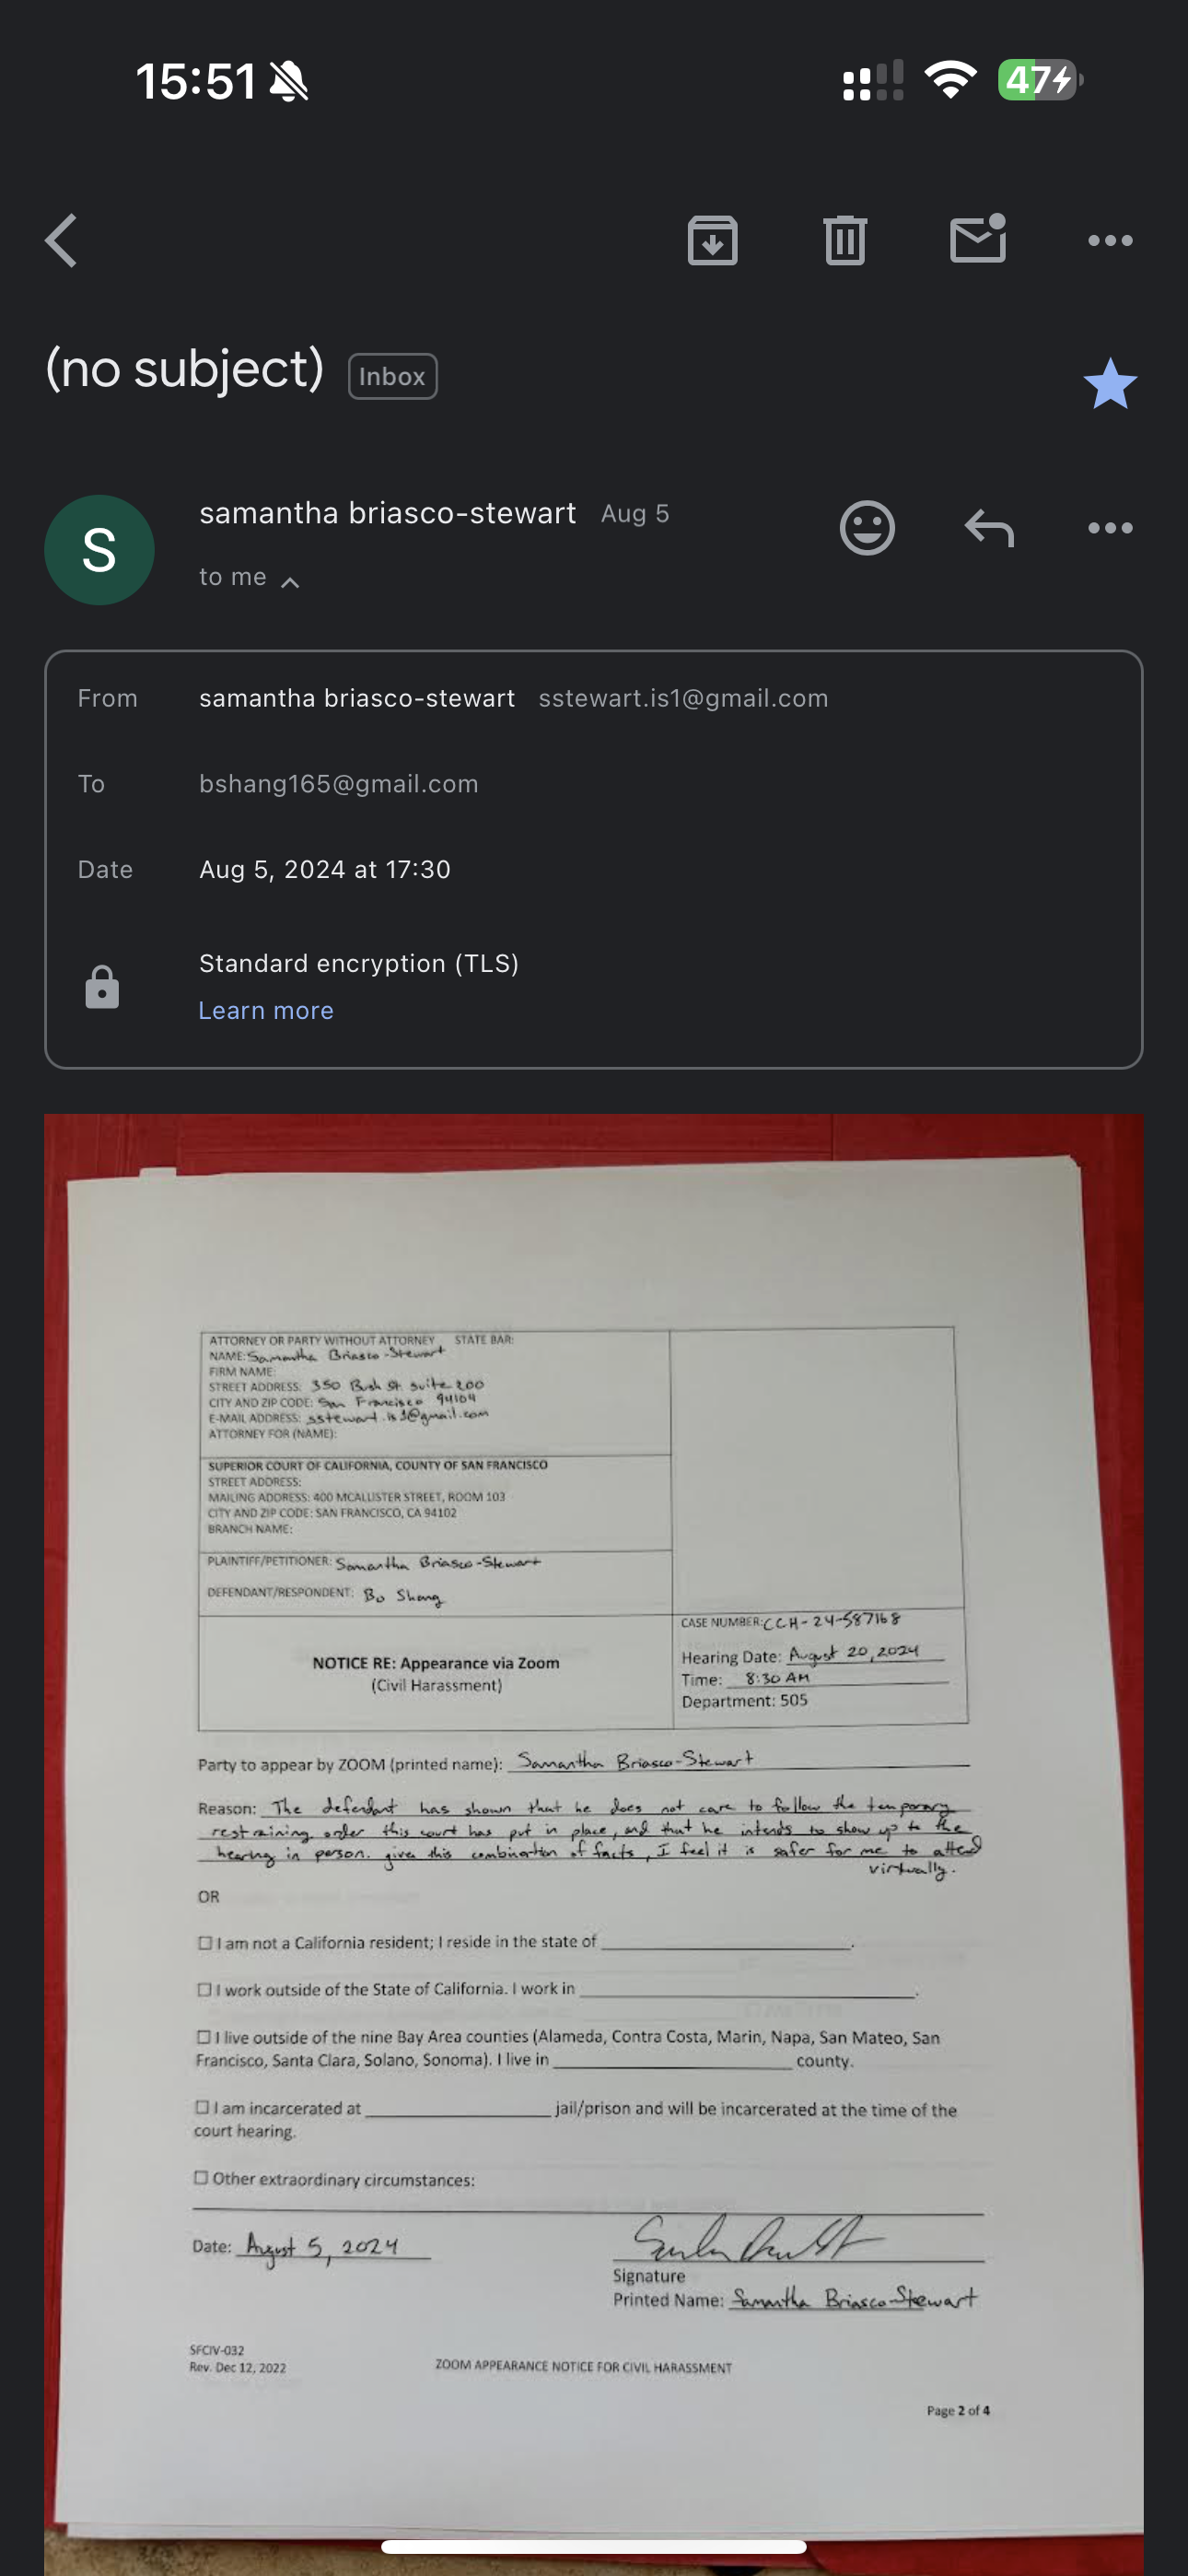 15:51
47
(no subject) Inbox
S
samantha briasco-stewart Aug 5
to me
From samantha briasco-stewart sstewart.is1@gmail.com
To bshang165@gmail.com
Date Aug 5, 2024 at 17:30
Standard encryption (TLS)
Learn more
ATTORNEY OR PARTY WITHOUT ATTORNEY STATE BAR:
NAME: Samantha Briasco-Stewart
FIRM NAME:
STREET ADDRESS: 350 Bush St. suite 200
CITY AND ZIP CODE: San Francisco 94104
E-MAIL ADDRESS: sstewart.is1@gmail.com
ATTORNEY FOR (NAME):
SUPERIOR COURT OF CALIFORNIA, COUNTY OF SAN FRANCISCO
STREET ADDRESS:
MAILING ADDRESS: 400 MCALLISTER STREET, ROOM 103
CITY AND ZIP CODE: SAN FRANCISCO, CA 94102
BRANCH NAME:
PLAINTIFF/PETITIONER: Samantha Briasco-Stewart
DEFENDANT/RESPONDENT: Bo Shang
NOTICE RE: Appearance via Zoom
(Civil Harassment)
CASE NUMBER: CCH-24-587168
Hearing Date: August 20, 2024
Time: 8:30 AM
Department: 505
Party to appear by ZOOM (printed name): Samantha Briasco-Stewart
Reason: The defendant has shown that he does not care to follow the temporary
restraining order this court has put in place, and that he intends to show up to the
hearing in person. given this combination of facts, I feel it is safer for me to attend
virtually.
OR
☐ I am not a California resident; I reside in the state of .
☐ I work outside of the State of California. I work in .
☐ I live outside of the nine Bay Area counties (Alameda, Contra Costa, Marin, Napa, San Mateo, San
Francisco, Santa Clara, Solano, Sonoma). I live in county.
☐ I am incarcerated at jail/prison and will be incarcerated at the time of the
court hearing.
☐ Other extraordinary circumstances:
Date: August 5, 2024
Signature
Printed Name: Samantha Briasco-Stewart
SFCIV-032
Rev. Dec 12, 2022
ZOOM APPEARANCE NOTICE FOR CIVIL HARASSMENT
Page 2 of 4